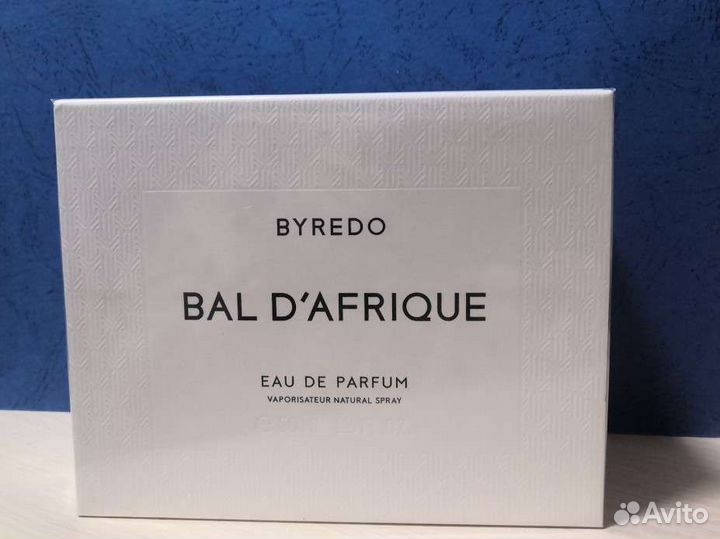 BYREDO
BAL D'AFRIQUE
EAU DE PARFUM
VAPORISATEUR NATURAL SPRAY
Avito